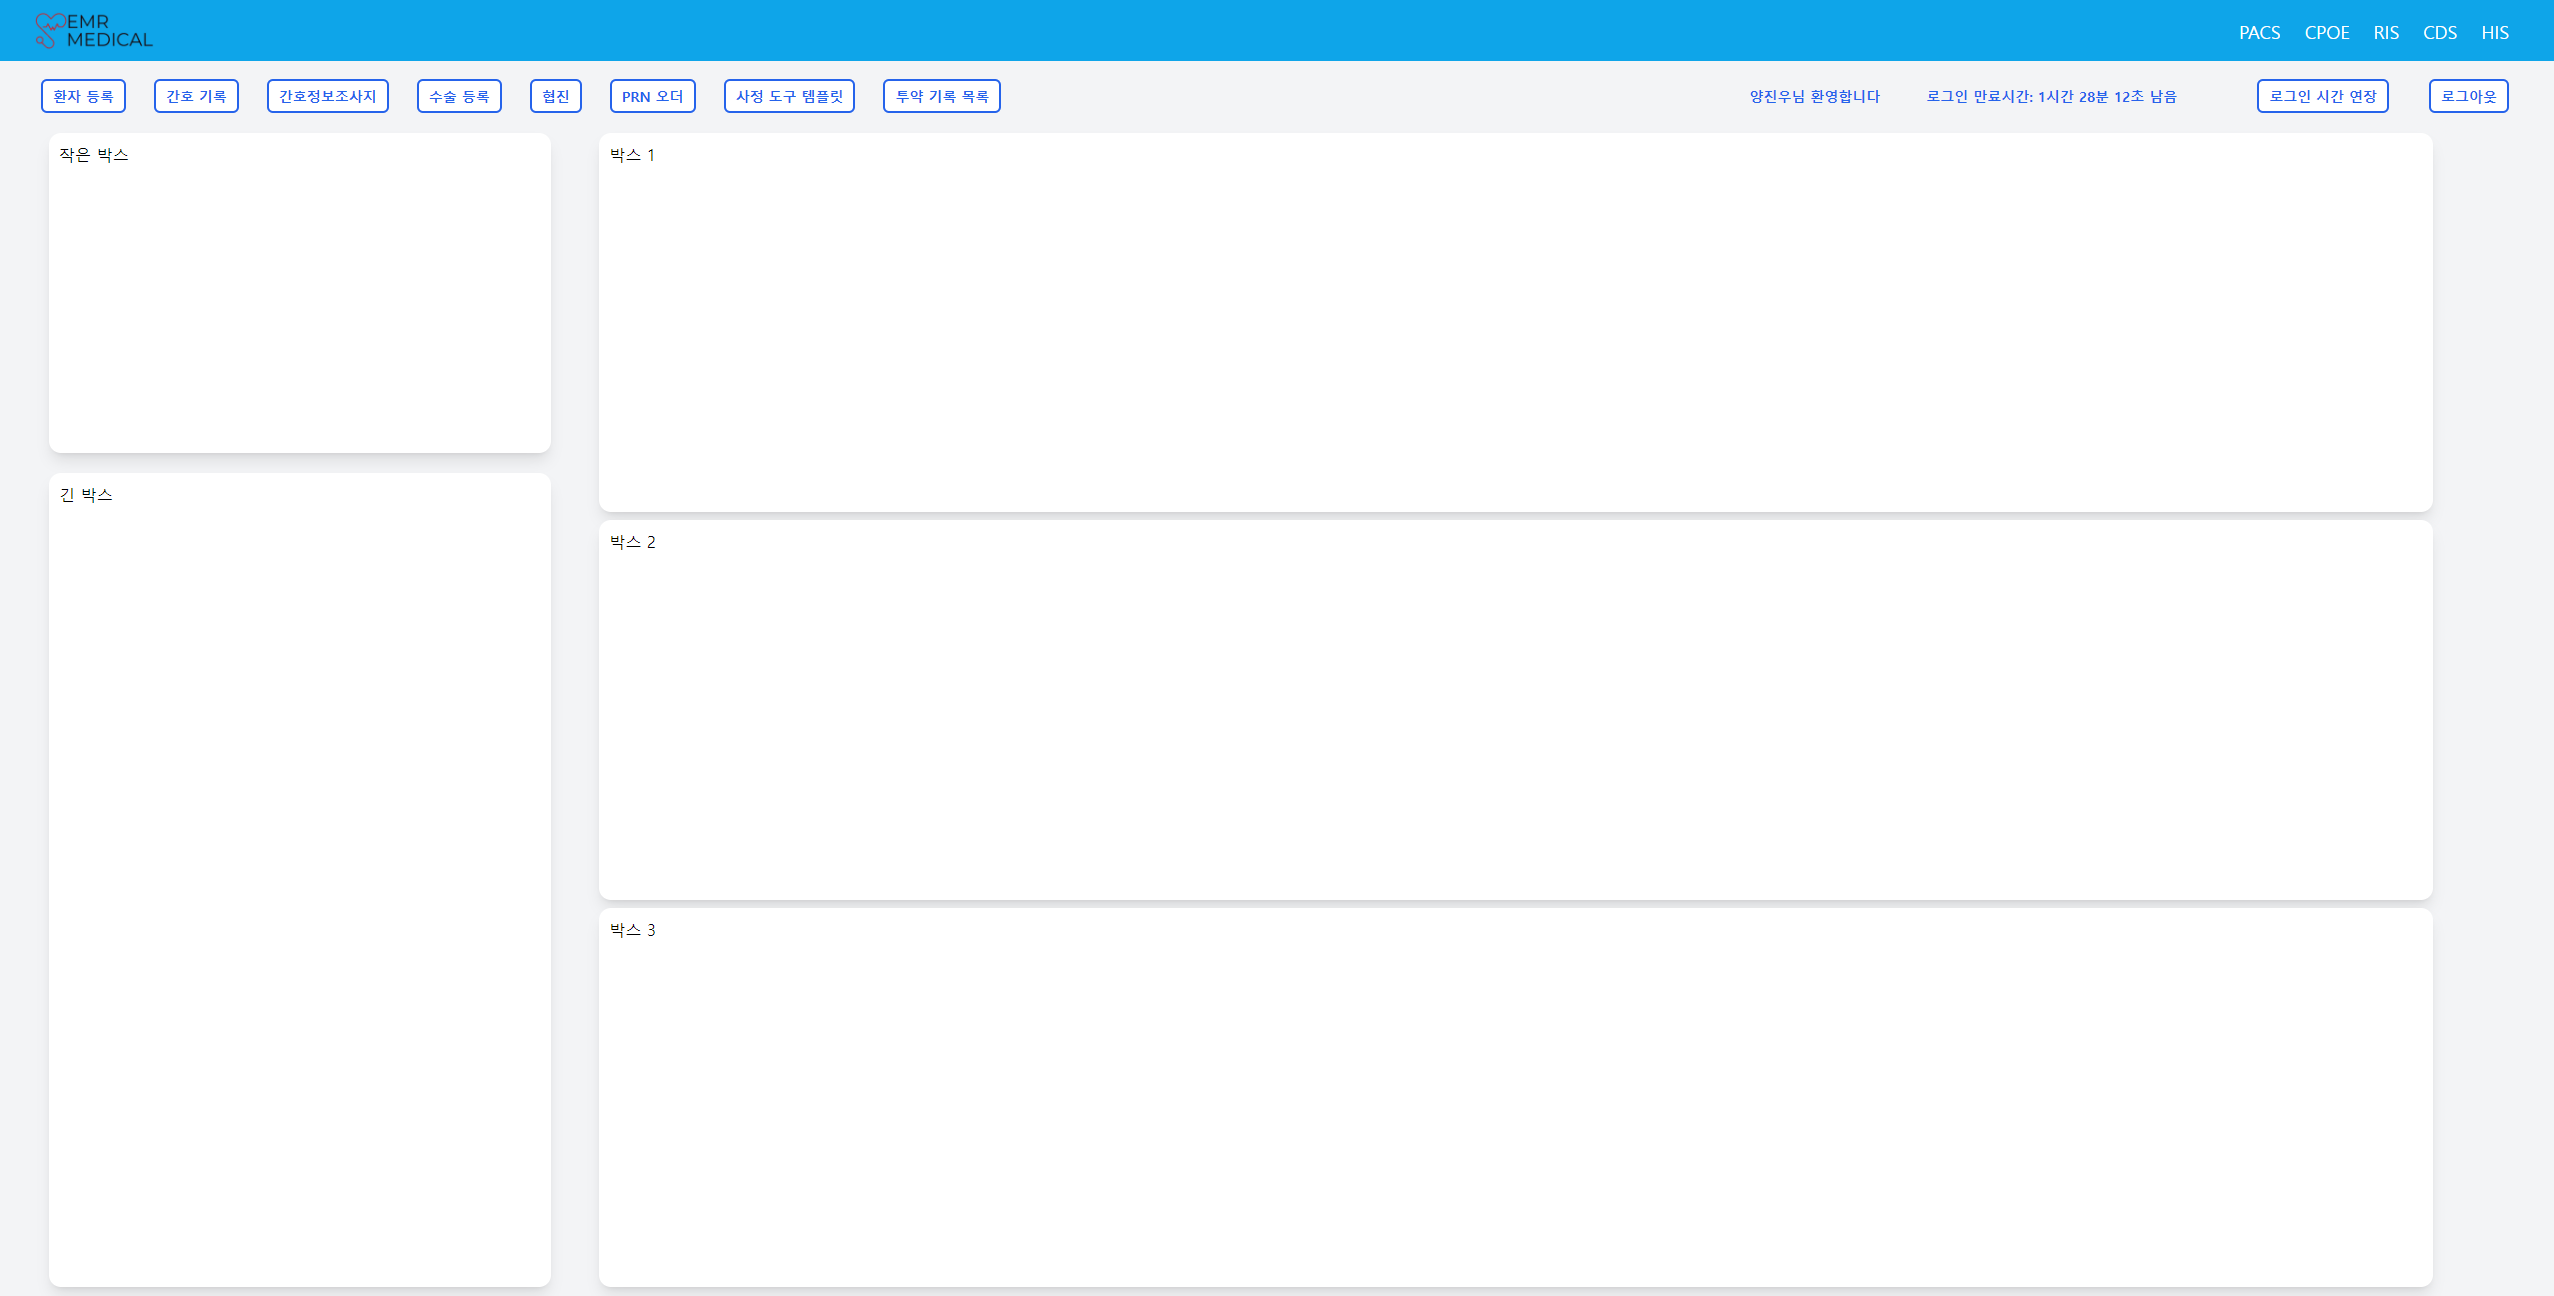 EMR
MEDICAL
PACS CPOE RIS CDS HIS
환자 등록 간호 기록 간호정보조사지 수술 등록 협진 PRN 오더 사정 도구 템플릿 투약 기록 목록 양진우님 환영합니다 로그인 만료시간: 1시간 28분 12초 남음 로그인 시간 연장 로그아웃
작은 박스
긴 박스
박스 1
박스 2
박스 3